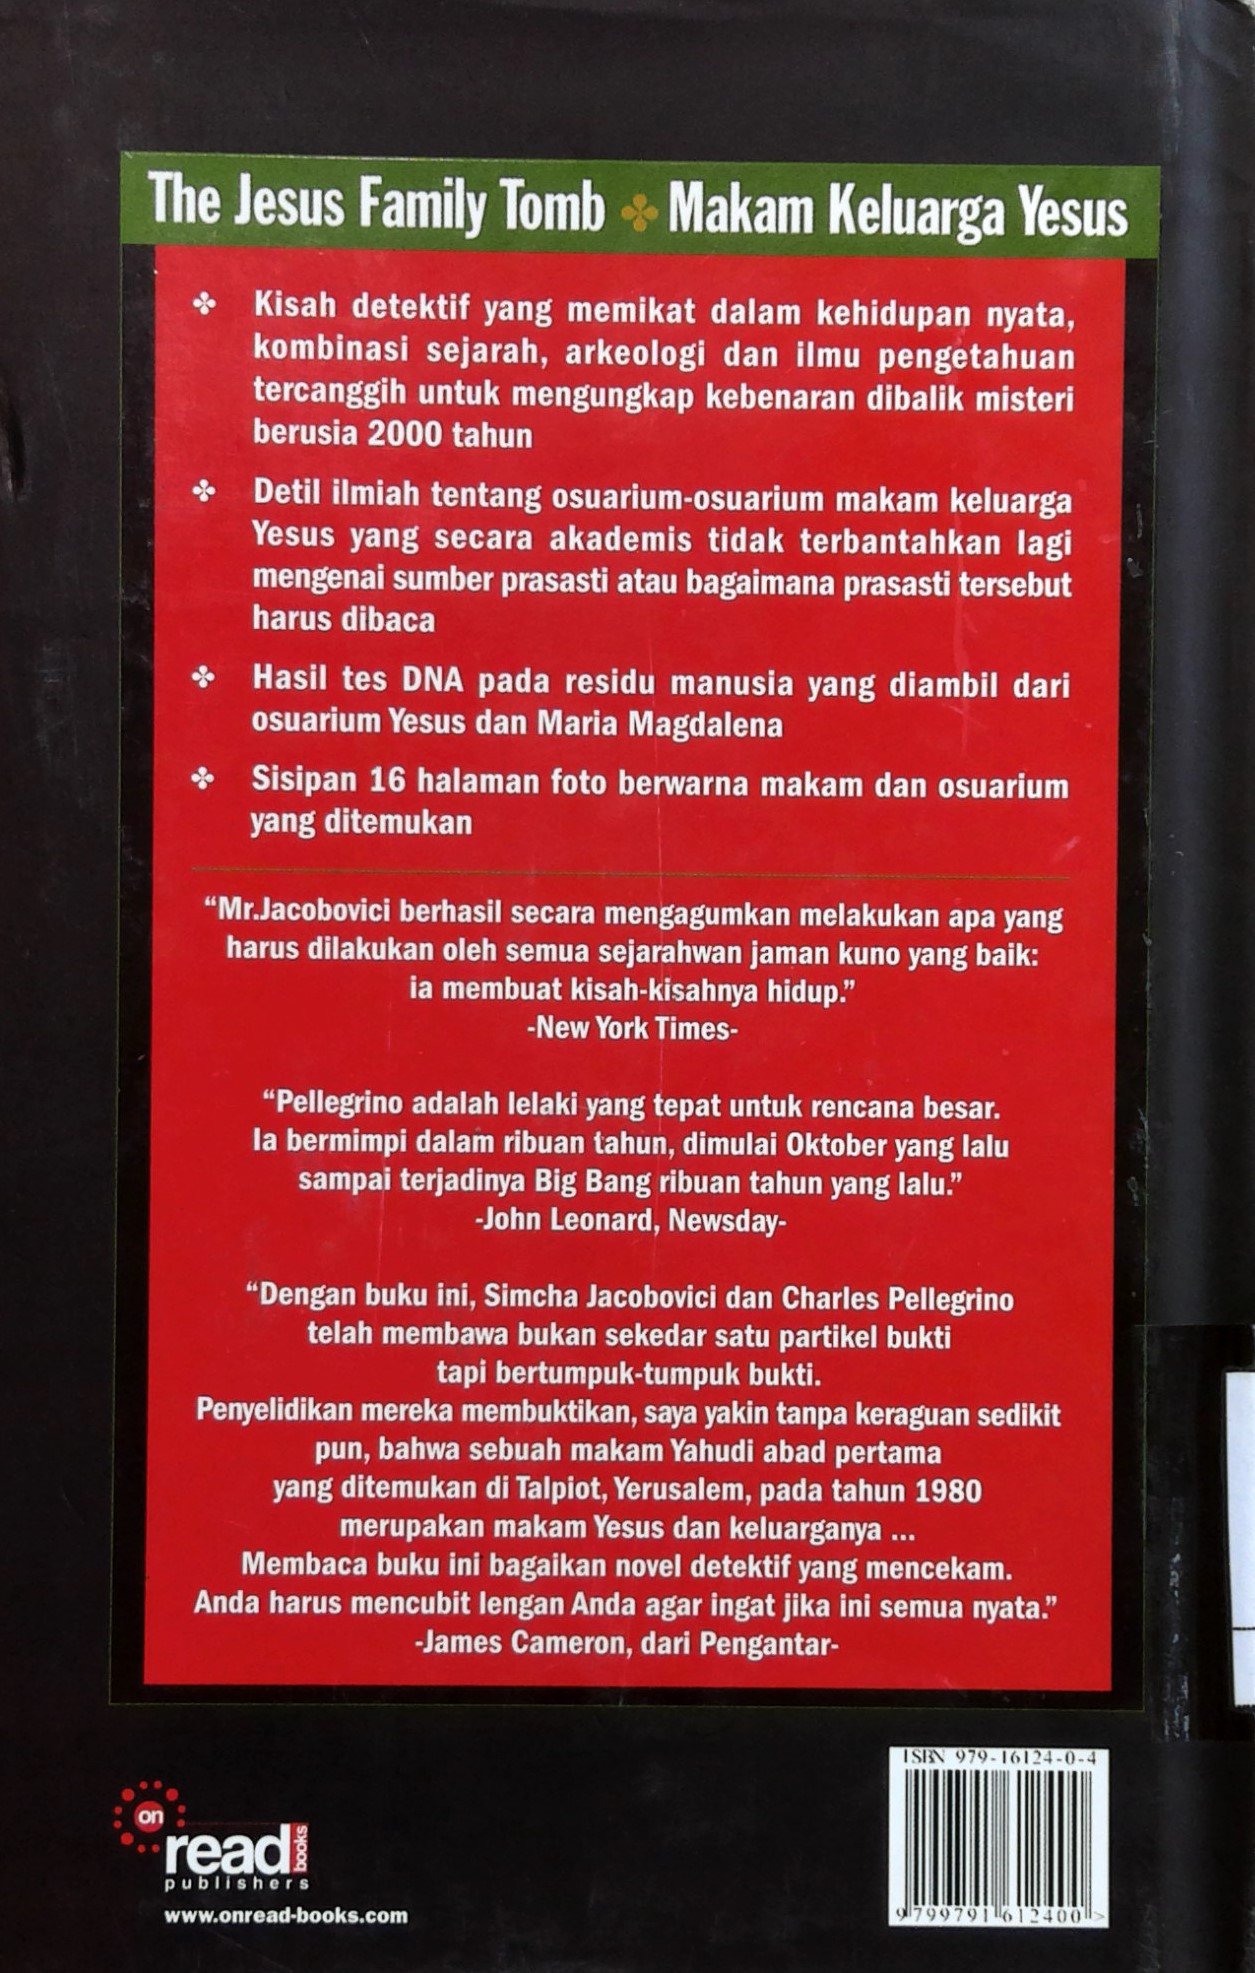 The Jesus Family Tomb ✤ Makam Keluarga Yesus
✤ Kisah detektif yang memikat dalam kehidupan nyata,
kombinasi sejarah, arkeologi dan ilmu pengetahuan
tercanggih untuk mengungkap kebenaran dibalik misteri
berusia 2000 tahun
✤ Detil ilmiah tentang osuarium-osuarium makam keluarga
Yesus yang secara akademis tidak terbantahkan lagi
mengenai sumber prasasti atau bagaimana prasasti tersebut
harus dibaca
✤ Hasil tes DNA pada residu manusia yang diambil dari
osuarium Yesus dan Maria Magdalena
✤ Sisipan 16 halaman foto berwarna makam dan osuarium
yang ditemukan
“Mr.Jacobovici berhasil secara mengagumkan melakukan apa yang
harus dilakukan oleh semua sejarahwan jaman kuno yang baik:
ia membuat kisah-kisahnya hidup.”
-New York Times-
“Pellegrino adalah lelaki yang tepat untuk rencana besar.
Ia bermimpi dalam ribuan tahun, dimulai Oktober yang lalu
sampai terjadinya Big Bang ribuan tahun yang lalu.”
-John Leonard, Newsday-
“Dengan buku ini, Simcha Jacobovici dan Charles Pellegrino
telah membawa bukan sekedar satu partikel bukti
tapi bertumpuk-tumpuk bukti.
Penyelidikan mereka membuktikan, saya yakin tanpa keraguan sedikit
pun, bahwa sebuah makam Yahudi abad pertama
yang ditemukan di Talpiot, Yerusalem, pada tahun 1980
merupakan makam Yesus dan keluarganya ...
Membaca buku ini bagaikan novel detektif yang mencekam.
Anda harus mencubit lengan Anda agar ingat jika ini semua nyata.”
-James Cameron, dari Pengantar-
on
read books
publishers
www.onread-books.com
ISBN 979-16124-0-4
9 799791 612400 >